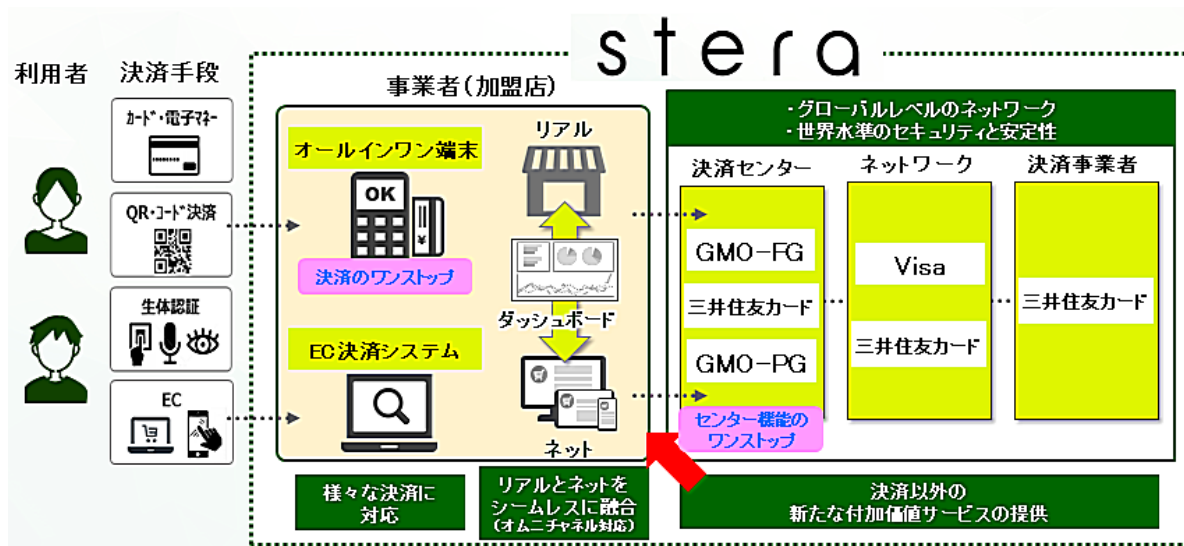 stera
利用者
決済手段
カード・電子マネー
QR・コード決済
生体認証
EC
事業者(加盟店)
オールインワン端末
OK
¥
決済のワンストップ
EC決済システム
リアル
ダッシュボード
ネット
・グローバルレベルのネットワーク
・世界水準のセキュリティと安定性
決済センター
GMO-FG
三井住友カード
GMO-PG
センター機能の
ワンストップ
ネットワーク
Visa
三井住友カード
決済事業者
三井住友カード
様々な決済に
対応
リアルとネットを
シームレスに融合
(オムニチャネル対応)
決済以外の
新たな付加価値サービスの提供